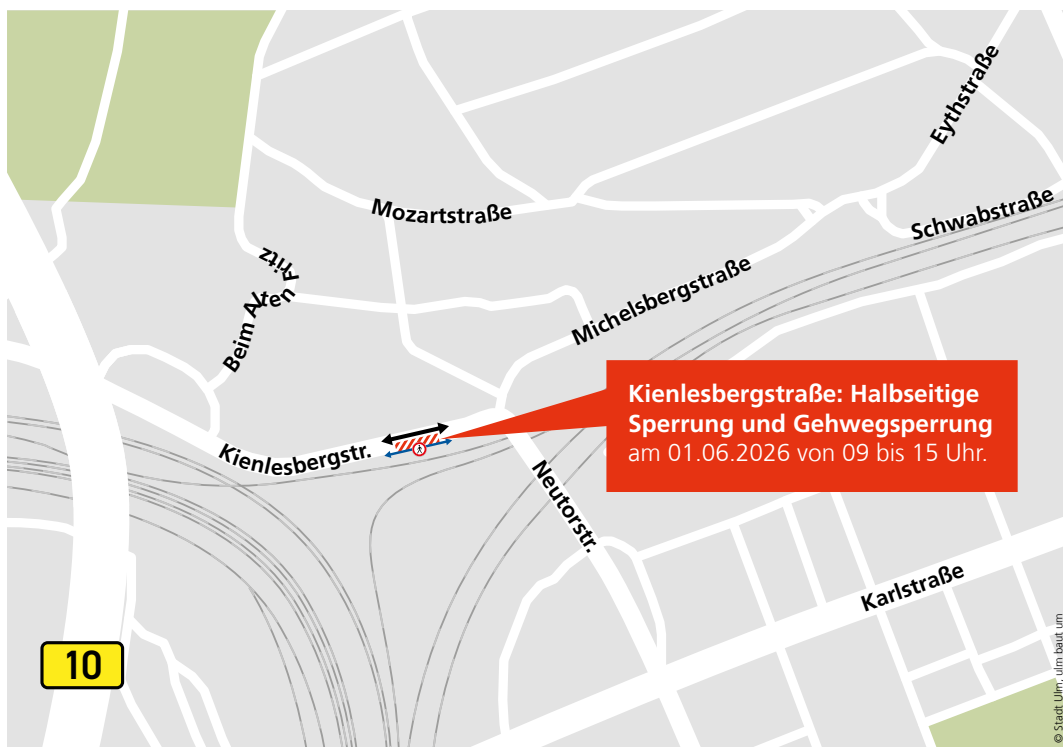 Eythstraße
Mozartstraße
Schwabstraße
Beim Alten
Fritz
Michelsbergstraße
Kienlesbergstraße: Halbseitige
Sperrung und Gehwegsperrung
am 01.06.2026 von 09 bis 15 Uhr.
Kienlesbergstr.
Neutorstr.
Karlstraße
10
© Stadt Ulm, ulm baut um